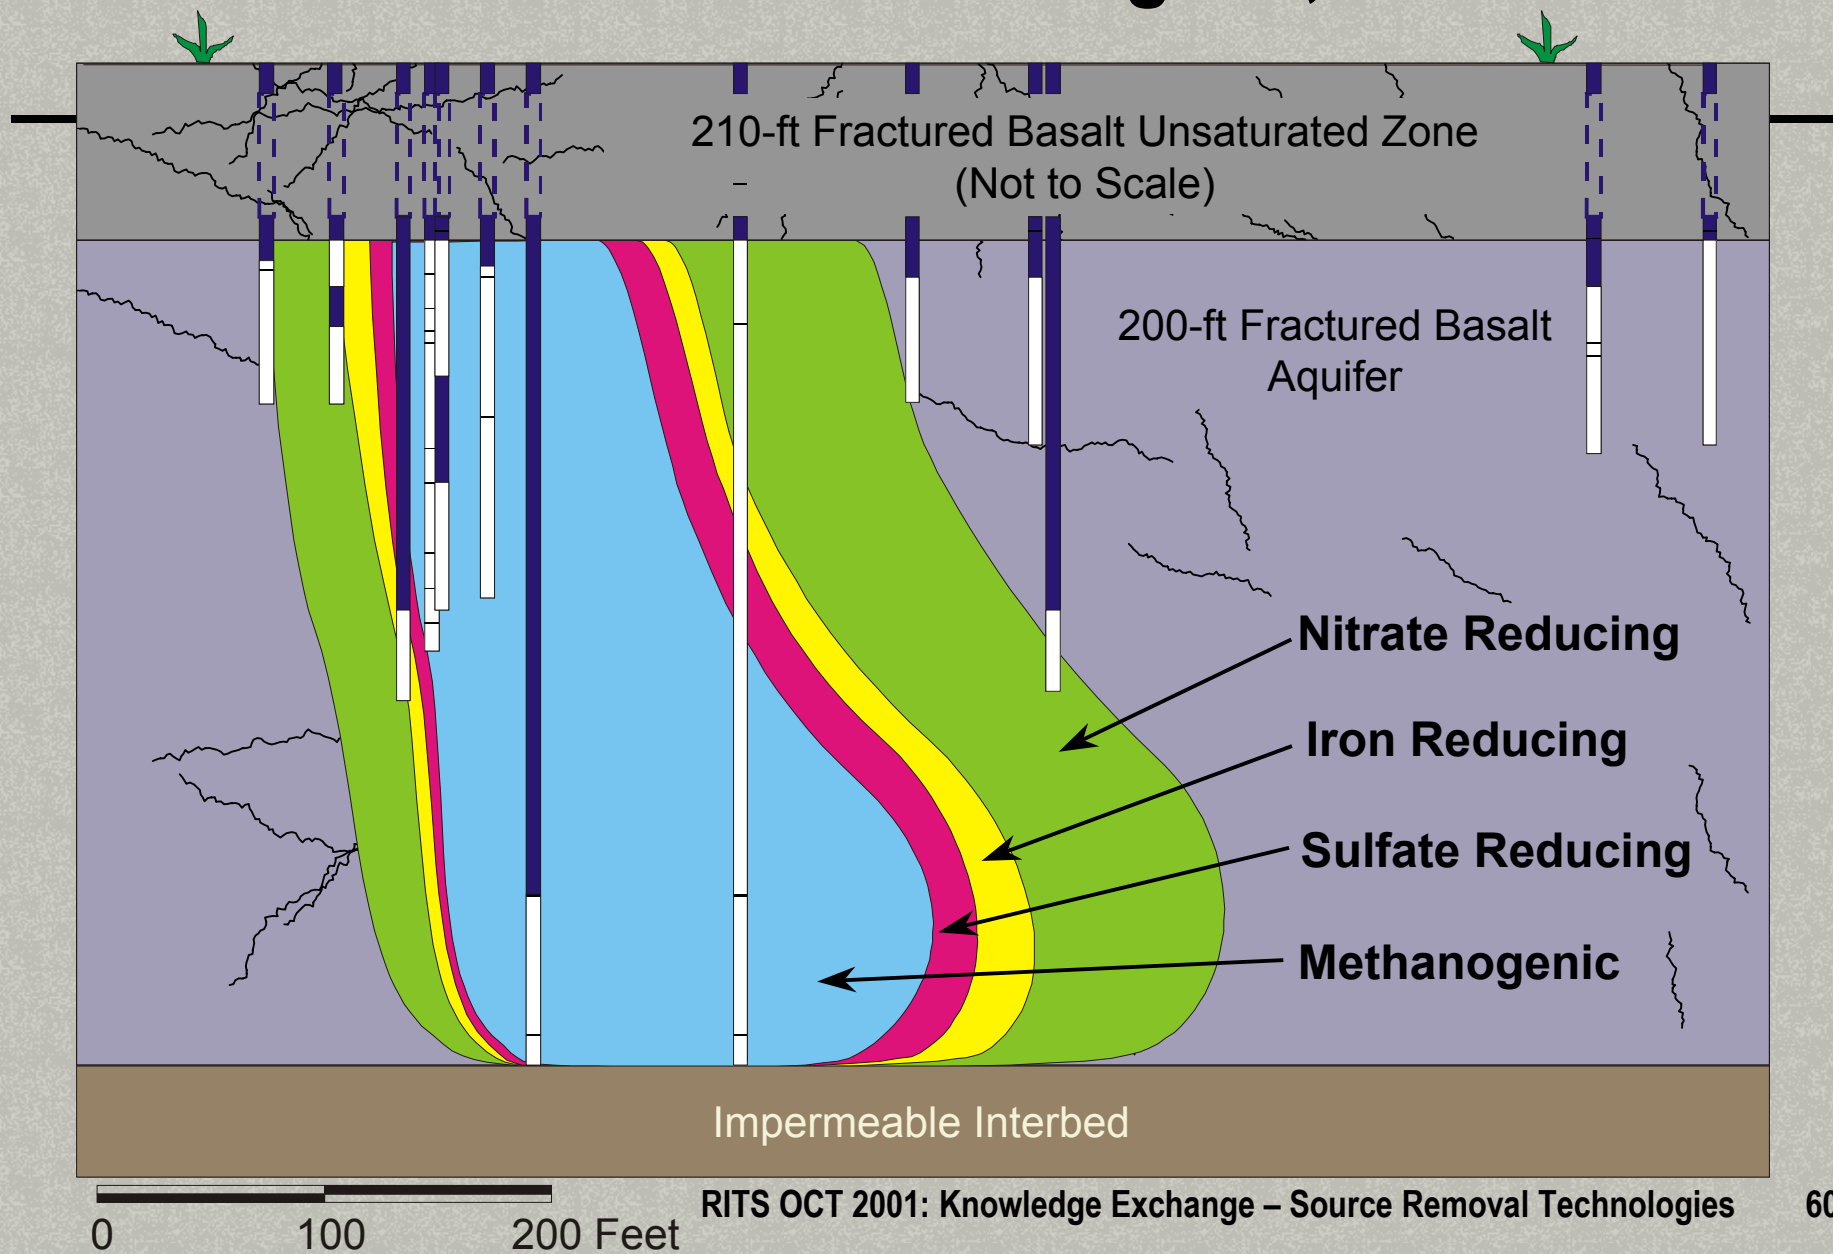 210-ft Fractured Basalt Unsaturated Zone
(Not to Scale)
200-ft Fractured Basalt
Aquifer
Nitrate Reducing
Iron Reducing
Sulfate Reducing
Methanogenic
Impermeable Interbed
0 100 200 Feet
RITS OCT 2001: Knowledge Exchange – Source Removal Technologies 60